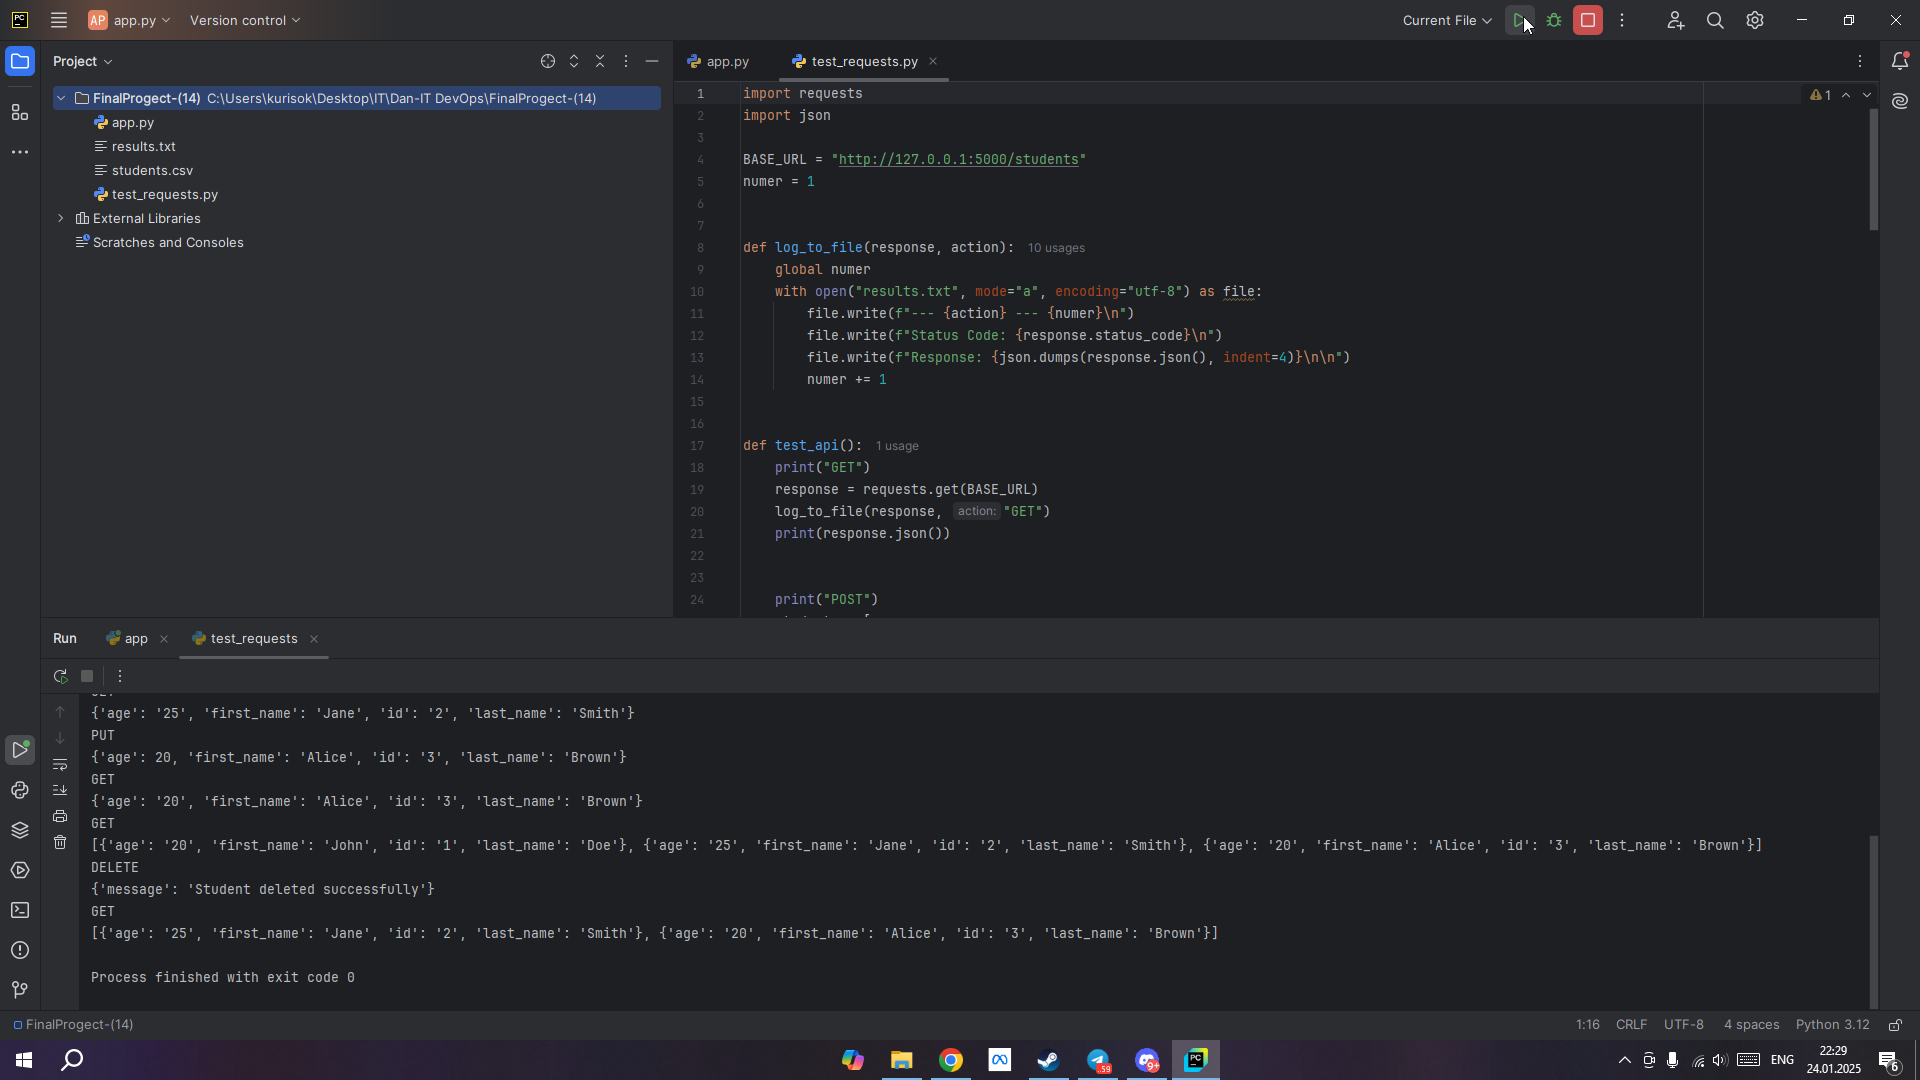 PC
AP app.py Version control
Current File
Project
app.py test_requests.py
FinalProgect-(14) C:\Users\kurisok\Desktop\IT\Dan-IT DevOps\FinalProgect-(14)
app.py
results.txt
students.csv
test_requests.py
External Libraries
Scratches and Consoles
1
1 import requests
2 import json
3
4 BASE_URL = "http://127.0.0.1:5000/students"
5 numer = 1
6
7
8 def log_to_file(response, action): 10 usages
9 global numer
10 with open("results.txt", mode="a", encoding="utf-8") as file:
11 file.write(f"--- {action} --- {numer}\n")
12 file.write(f"Status Code: {response.status_code}\n")
13 file.write(f"Response: {json.dumps(response.json(), indent=4)}\n\n")
14 numer += 1
15
16
17 def test_api(): 1 usage
18 print("GET")
19 response = requests.get(BASE_URL)
20 log_to_file(response, action: "GET")
21 print(response.json())
22
23
24 print("POST")
Run app test_requests
{'age': '25', 'first_name': 'Jane', 'id': '2', 'last_name': 'Smith'}
PUT
{'age': 20, 'first_name': 'Alice', 'id': '3', 'last_name': 'Brown'}
GET
{'age': '20', 'first_name': 'Alice', 'id': '3', 'last_name': 'Brown'}
GET
[{'age': '20', 'first_name': 'John', 'id': '1', 'last_name': 'Doe'}, {'age': '25', 'first_name': 'Jane', 'id': '2', 'last_name': 'Smith'}, {'age': '20', 'first_name': 'Alice', 'id': '3', 'last_name': 'Brown'}]
DELETE
{'message': 'Student deleted successfully'}
GET
[{'age': '25', 'first_name': 'Jane', 'id': '2', 'last_name': 'Smith'}, {'age': '20', 'first_name': 'Alice', 'id': '3', 'last_name': 'Brown'}]
Process finished with exit code 0
FinalProgect-(14)
1:16 CRLF UTF-8 4 spaces Python 3.12
59
9+
PC
ENG
22:29
24.01.2025
6